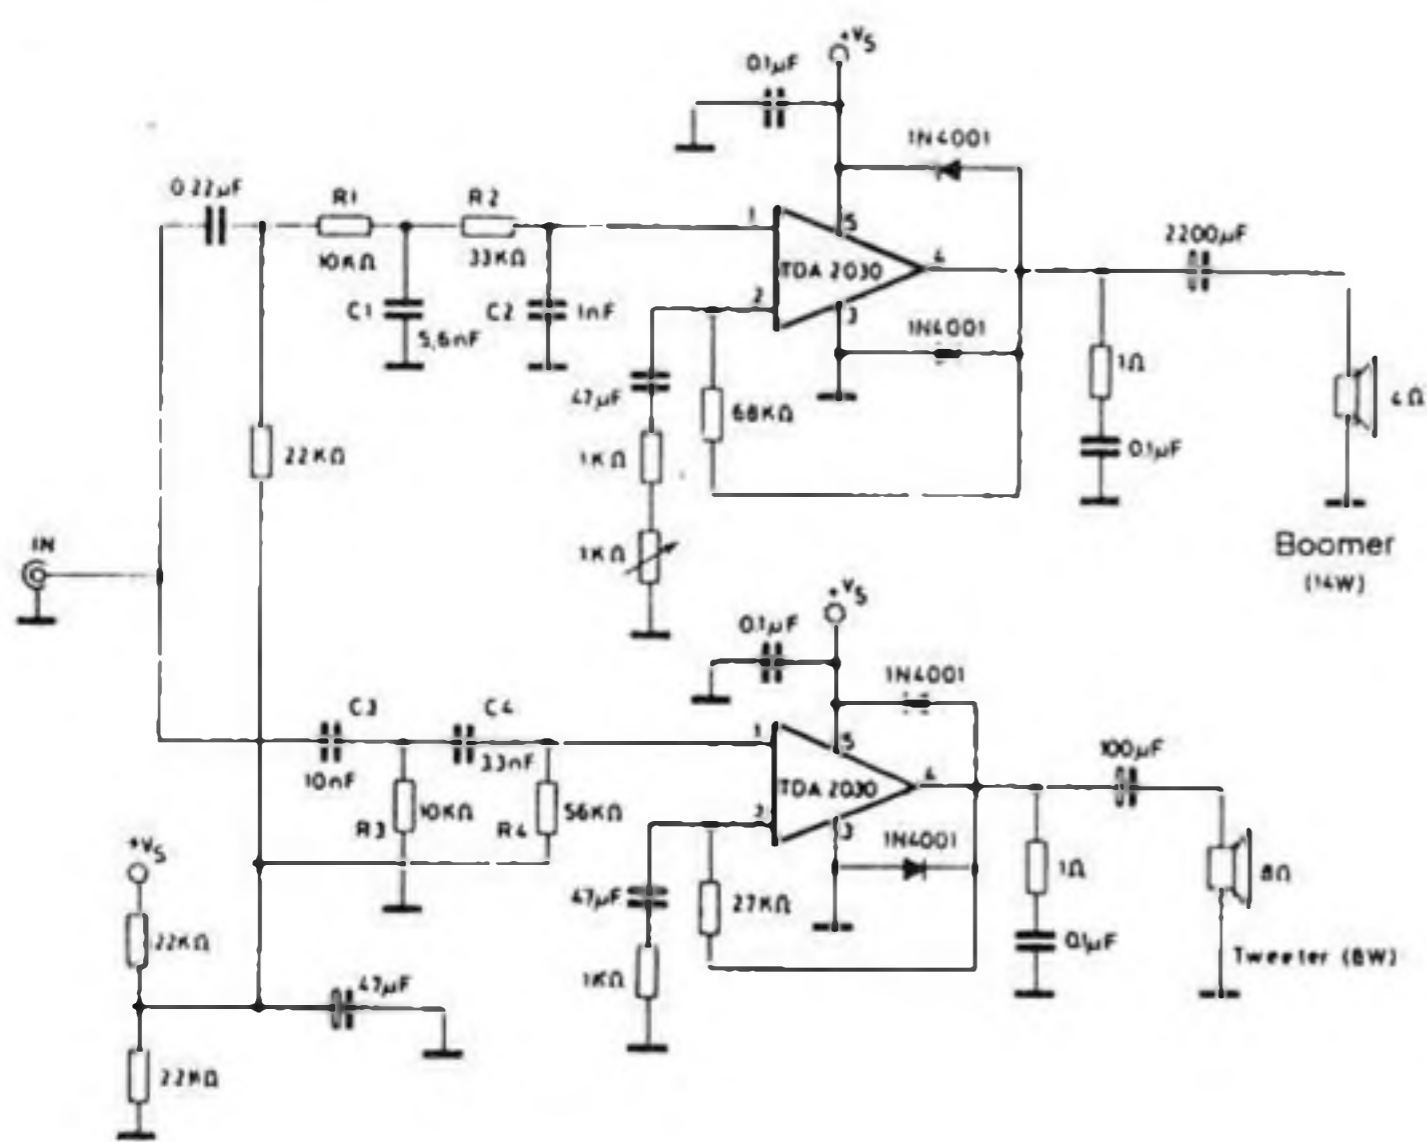 +VS
0.1µF
1N4001
0.22µF
R1
R2
1
5
2200µF
10KΩ
33KΩ
TDA 2030
4
C1
C2
1nF
2
3
1N4001
5,6nF
1Ω
47µF
68KΩ
4Ω
22KΩ
1KΩ
0.1µF
IN
1KΩ
Boomer
(14W)
+VS
0.1µF
1N4001
C3
C4
1
5
100µF
10nF
33nF
TDA 2030
4
R3
10KΩ
R4
56KΩ
2
3
1N4001
+VS
1Ω
8Ω
47µF
27KΩ
22KΩ
0.1µF
Tweeter (8W)
47µF
1KΩ
22KΩ